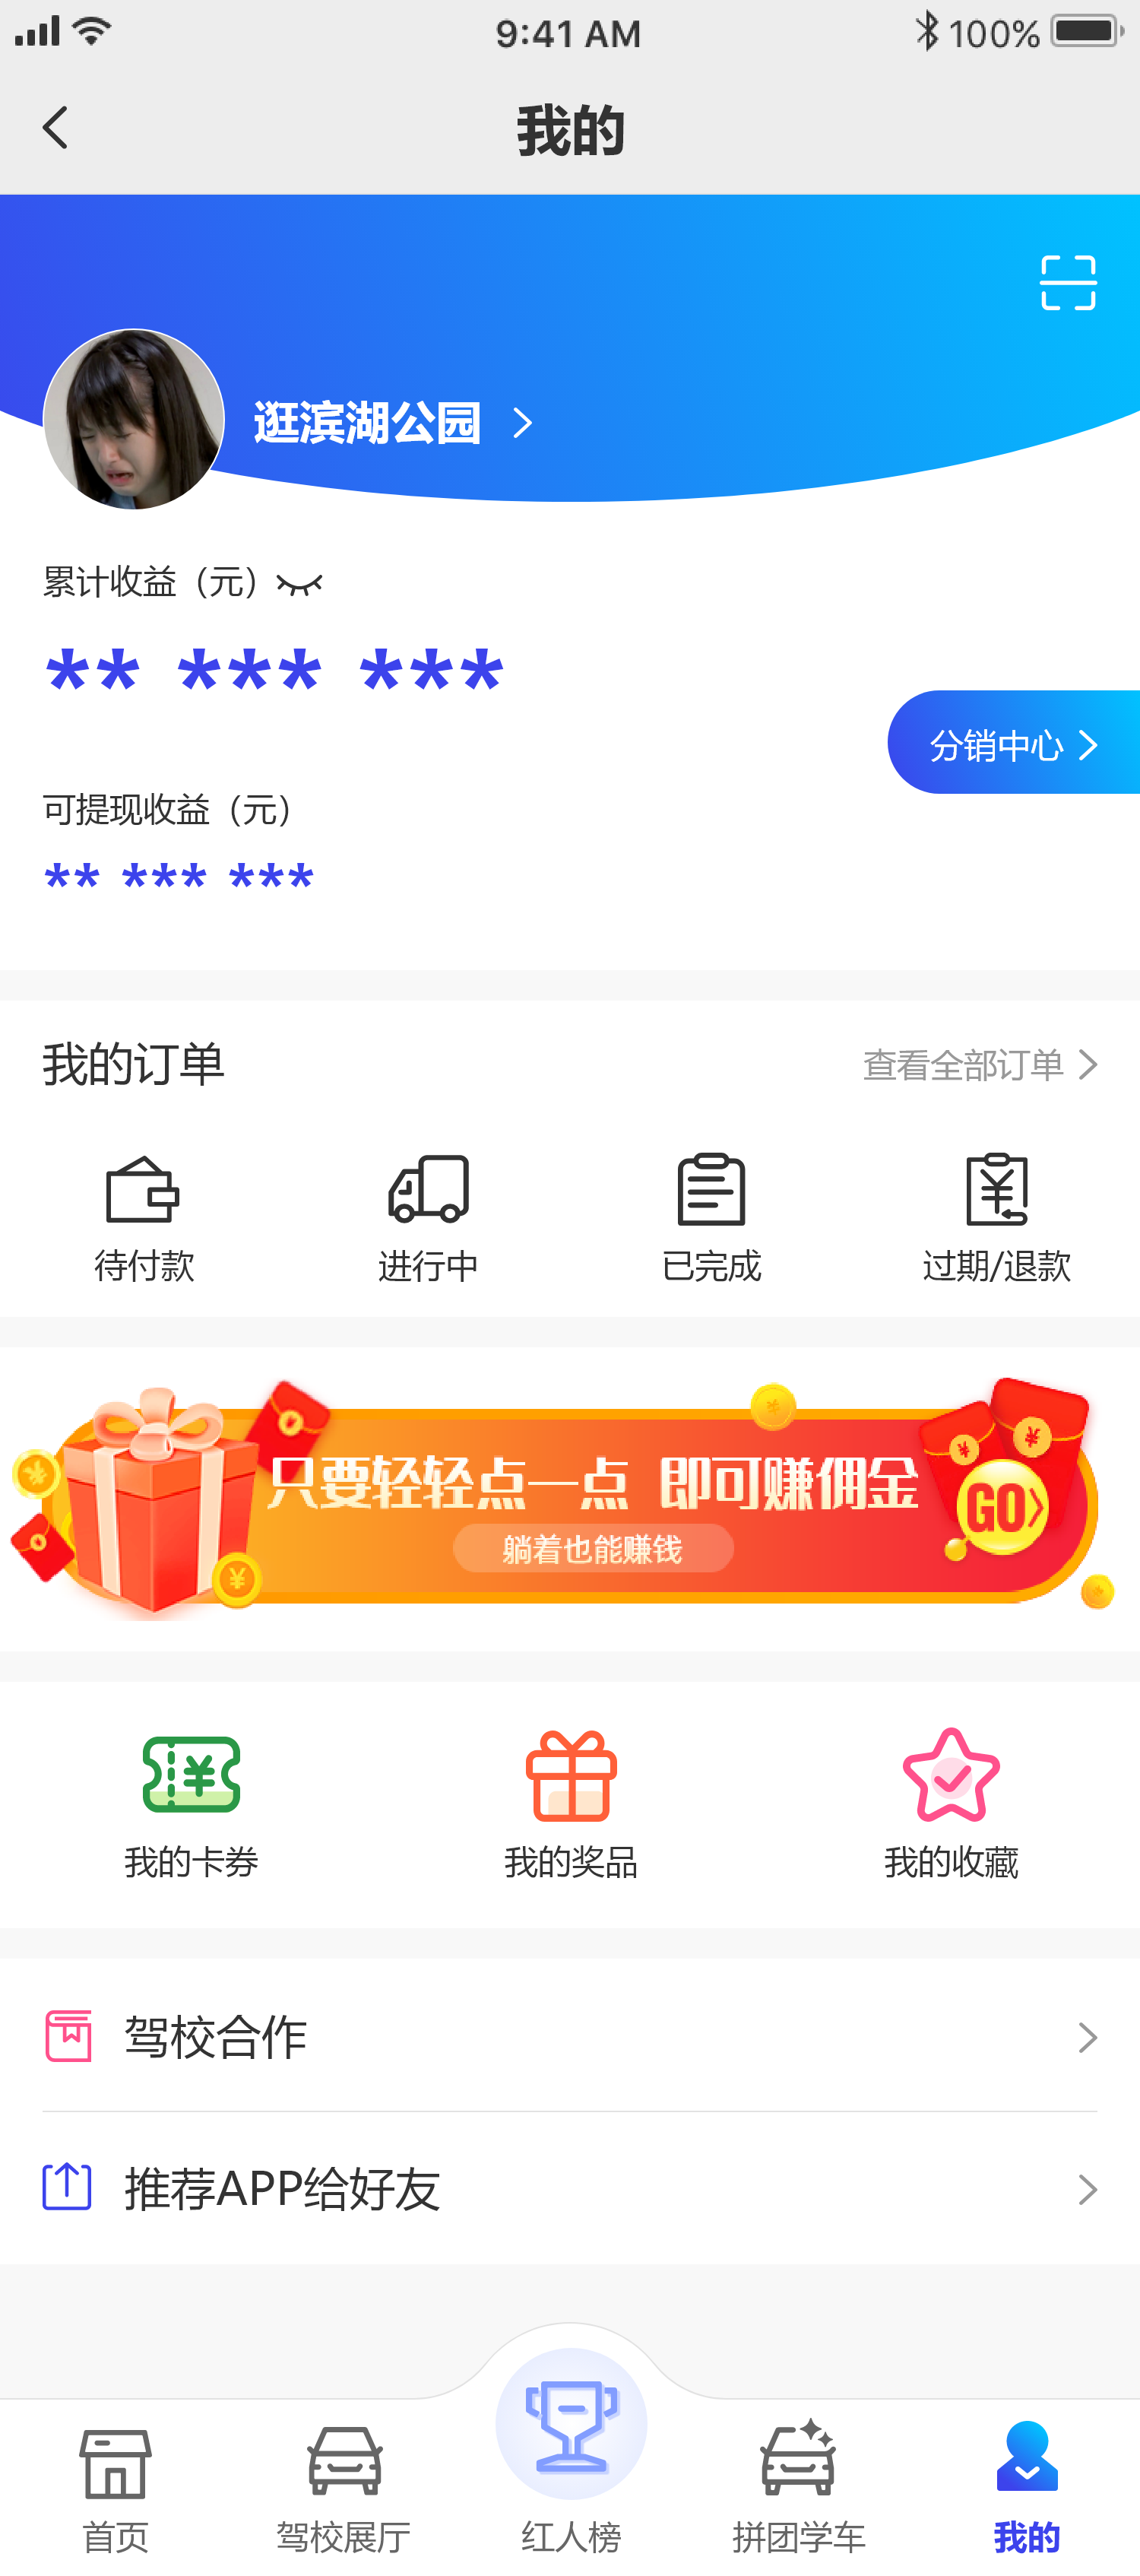 9:41 AM
100%
我的
逛滨湖公园
累计收益（元）
** *** ***
分销中心
可提现收益（元）
** *** ***
我的订单
查看全部订单
待付款
进行中
已完成
过期/退款
只要轻轻点一点 即可赚佣金
GO
躺着也能赚钱
我的卡券
我的奖品
我的收藏
驾校合作
推荐APP给好友
首页
驾校展厅
红人榜
拼团学车
我的